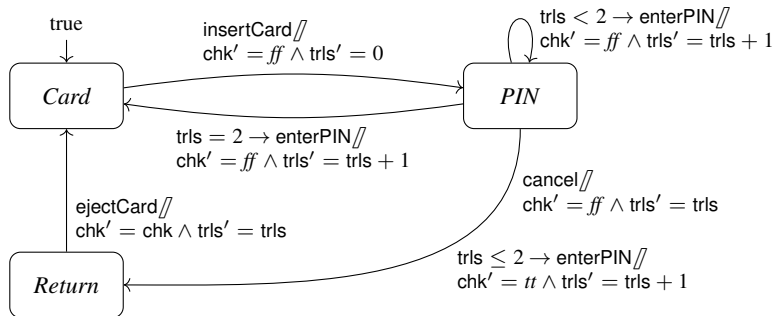 true
insertCard⫽
chk′ = ff ∧ trls′ = 0
trls < 2 → enterPIN⫽
chk′ = ff ∧ trls′ = trls + 1
Card
PIN
trls = 2 → enterPIN⫽
chk′ = ff ∧ trls′ = trls + 1
cancel⫽
chk′ = ff ∧ trls′ = trls
ejectCard⫽
chk′ = chk ∧ trls′ = trls
trls ≤ 2 → enterPIN⫽
chk′ = tt ∧ trls′ = trls + 1
Return